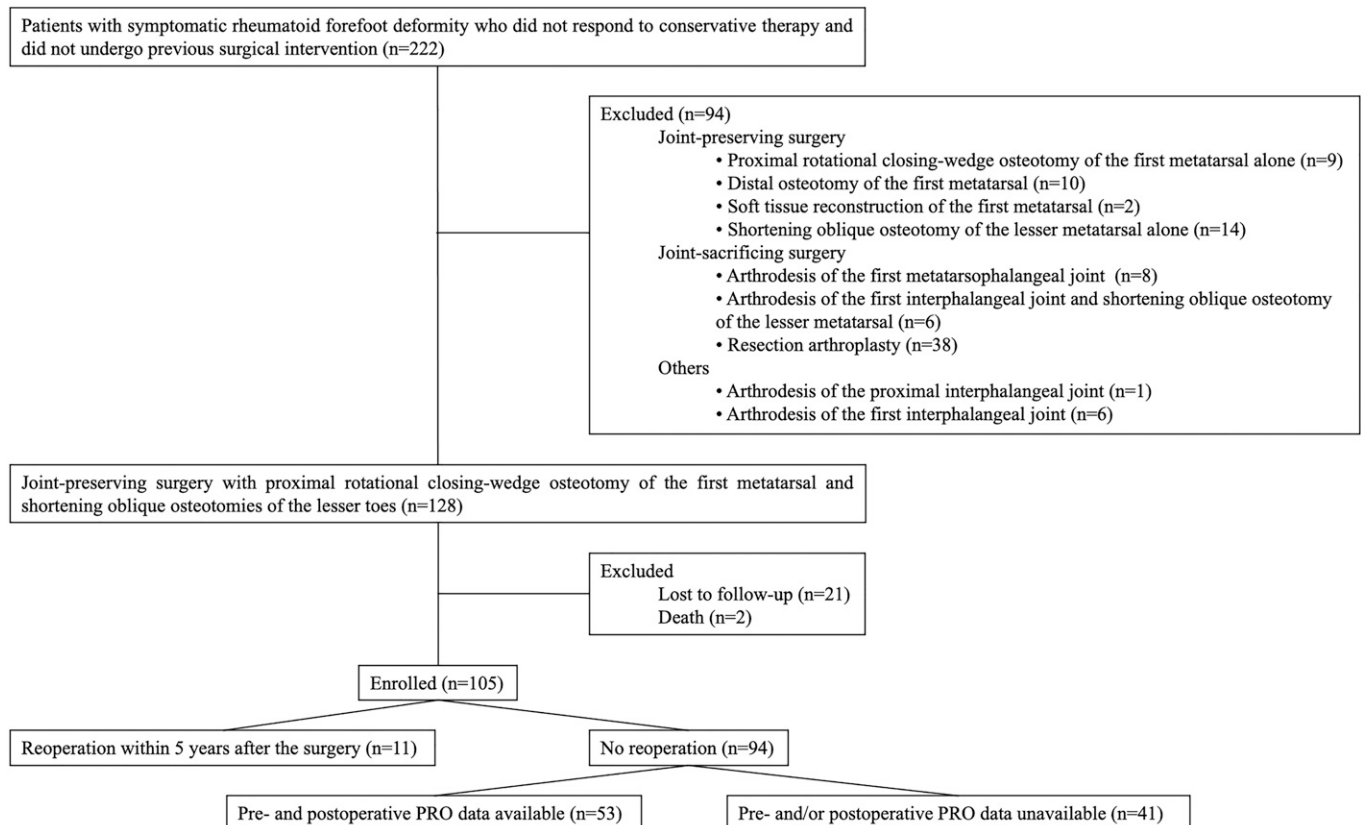 Patients with symptomatic rheumatoid forefoot deformity who did not respond to conservative therapy and
did not undergo previous surgical intervention (n=222)
Excluded (n=94)
Joint-preserving surgery
• Proximal rotational closing-wedge osteotomy of the first metatarsal alone (n=9)
• Distal osteotomy of the first metatarsal (n=10)
• Soft tissue reconstruction of the first metatarsal (n=2)
• Shortening oblique osteotomy of the lesser metatarsal alone (n=14)
Joint-sacrificing surgery
• Arthrodesis of the first metatarsophalangeal joint (n=8)
• Arthrodesis of the first interphalangeal joint and shortening oblique osteotomy
of the lesser metatarsal (n=6)
• Resection arthroplasty (n=38)
Others
• Arthrodesis of the proximal interphalangeal joint (n=1)
• Arthrodesis of the first interphalangeal joint (n=6)
Joint-preserving surgery with proximal rotational closing-wedge osteotomy of the first metatarsal and
shortening oblique osteotomies of the lesser toes (n=128)
Excluded
Lost to follow-up (n=21)
Death (n=2)
Enrolled (n=105)
Reoperation within 5 years after the surgery (n=11)
No reoperation (n=94)
Pre- and postoperative PRO data available (n=53)
Pre- and/or postoperative PRO data unavailable (n=41)